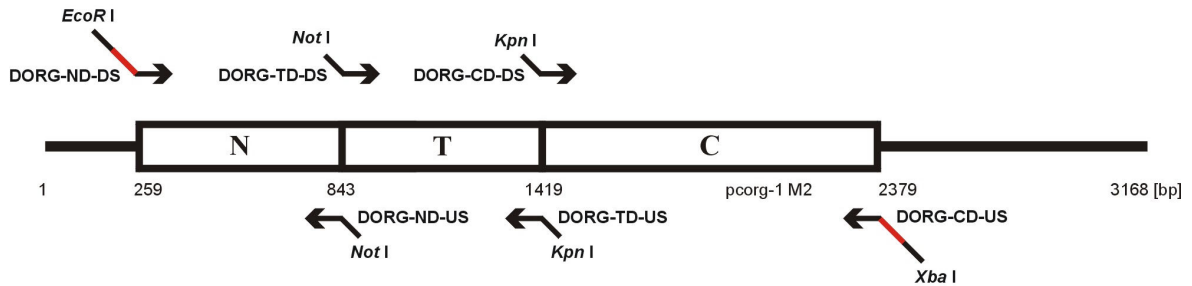 EcoR I
Not I
Kpn I
DORG-ND-DS
DORG-TD-DS
DORG-CD-DS
N
T
C
1
259
843
1419
pcorg-1 M2
2379
3168 [bp]
DORG-ND-US
DORG-TD-US
DORG-CD-US
Not I
Kpn I
Xba I